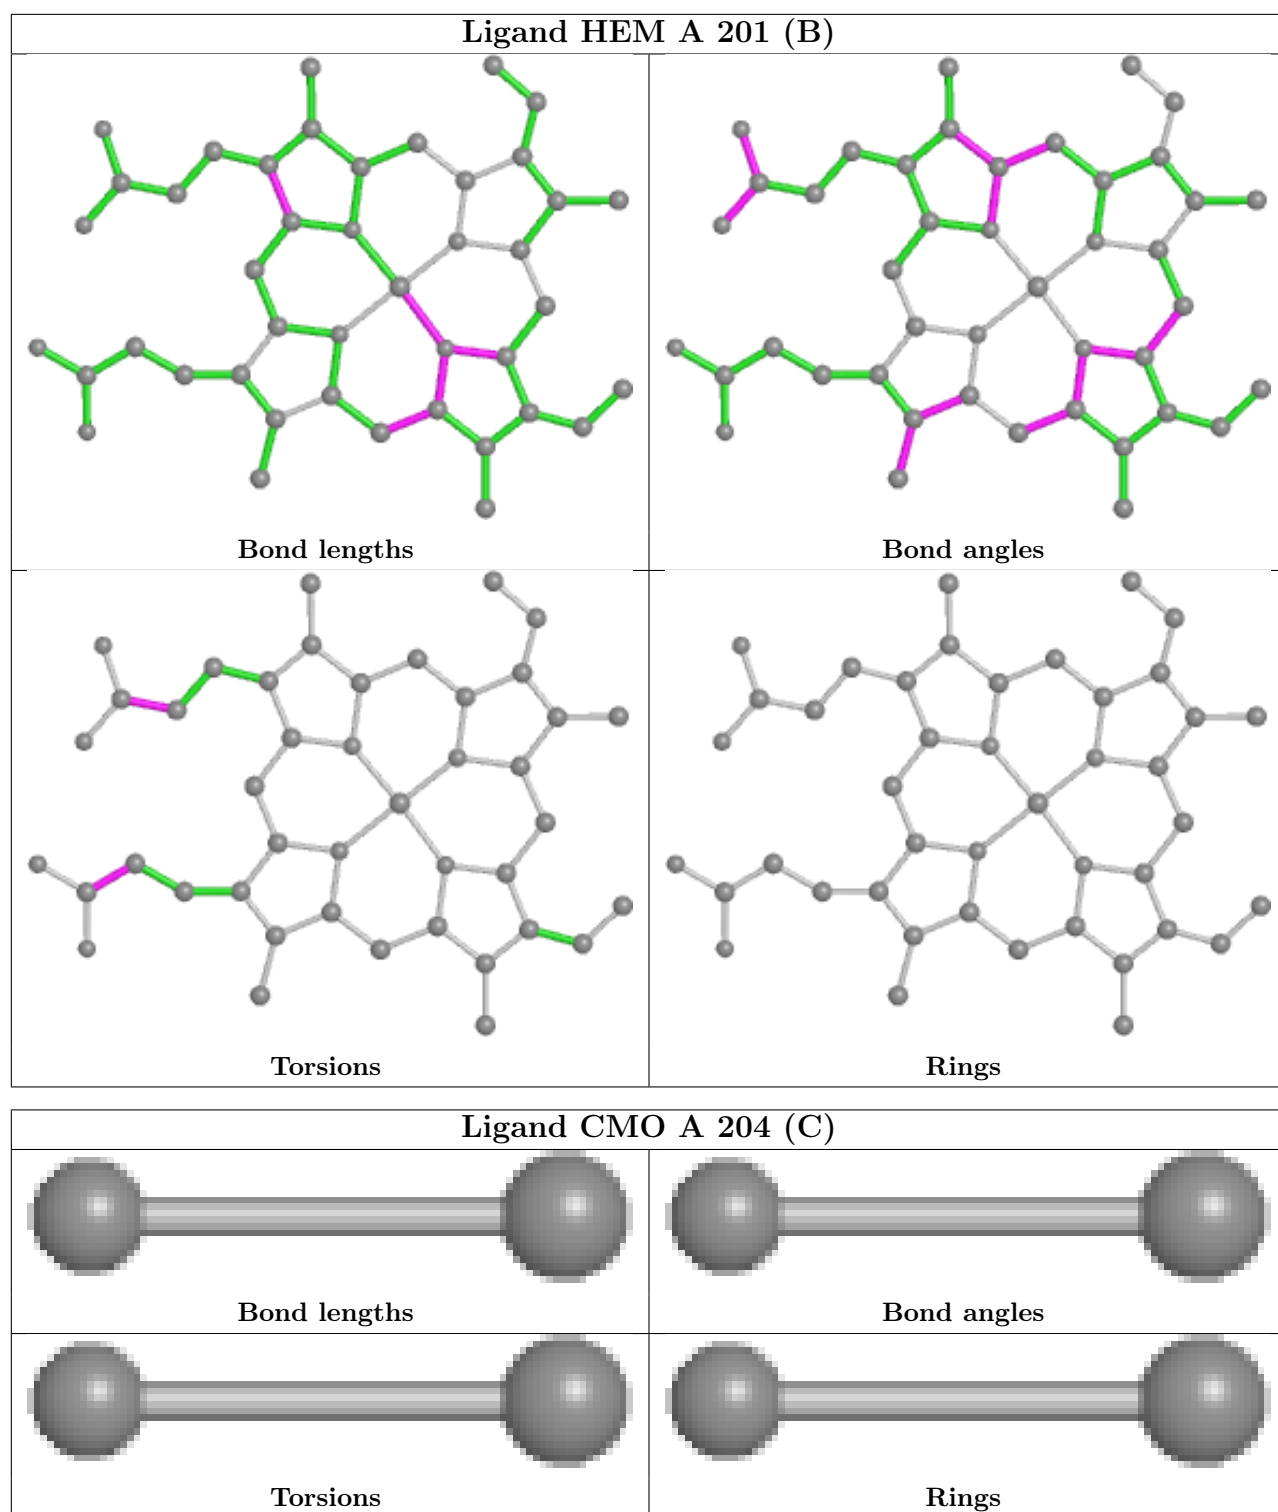 Ligand HEM A 201 (B)
Bond lengths
Bond angles
Torsions
Rings
Ligand CMO A 204 (C)
Bond lengths
Bond angles
Torsions
Rings